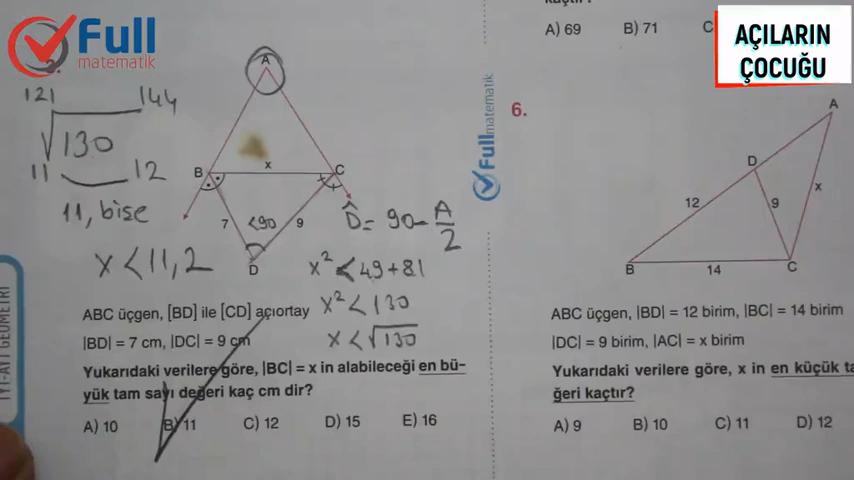 Full
matematik
AÇILARIN
ÇOCUĞU
A) 69 B) 71 C
121 144
√130
11 12
11, bise
x < 11,2
A
B
x
C
7
<90
9
D
D̂ = 90 - A/2
x² < 49 + 81
x² < 130
x < √130
ABC üçgen, [BD] ile [CD] açıortay
|BD| = 7 cm, |DC| = 9 cm
Yukarıdaki verilere göre, |BC| = x in alabileceği en bü-
yük tam sayı değeri kaç cm dir?
A) 10 B) 11 C) 12 D) 15 E) 16
Full matematik
6.
A
D
12
9
x
B
14
C
ABC üçgen, |BD| = 12 birim, |BC| = 14 birim
|DC| = 9 birim, |AC| = x birim
Yukarıdaki verilere göre, x in en küçük ta
ğeri kaçtır?
A) 9 B) 10 C) 11 D) 12